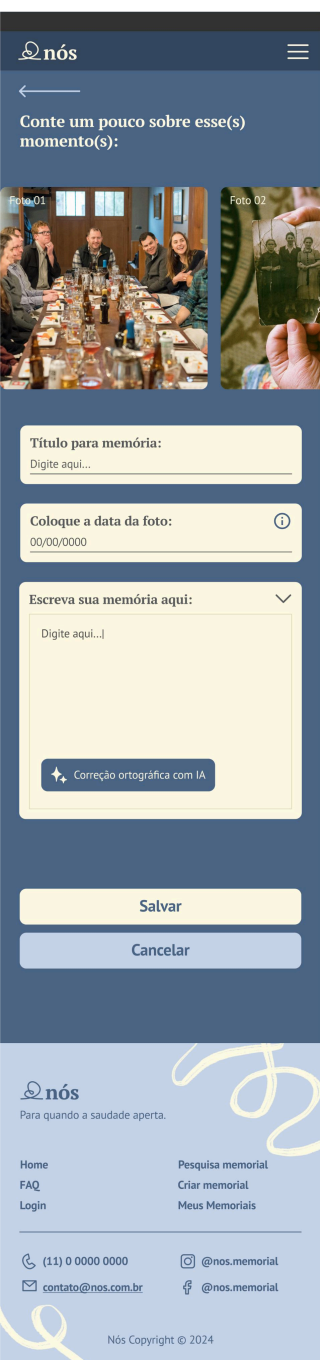 nós
Conte um pouco sobre esse(s)
momento(s):
Foto 01
Foto 02
Título para memória:
Digite aqui...
Coloque a data da foto:
00/00/0000
Escreva sua memória aqui:
Digite aqui...|
Correção ortográfica com IA
Salvar
Cancelar
nós
Para quando a saudade aperta.
Home
Pesquisa memorial
FAQ
Criar memorial
Login
Meus Memoriais
(11) 0 0000 0000
@nos.memorial
contato@nos.com.br
@nos.memorial
Nós Copyright © 2024